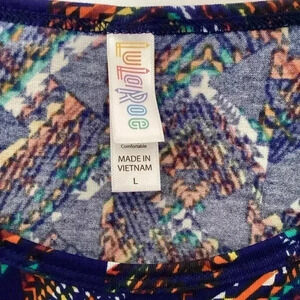 LuLaRoe
Comfortable
MADE IN
VIETNAM
L